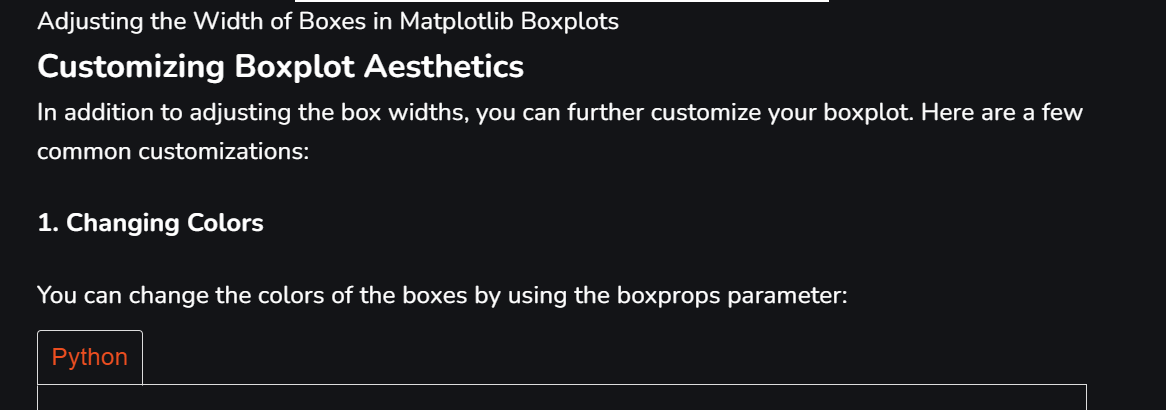 Adjusting the Width of Boxes in Matplotlib Boxplots
Customizing Boxplot Aesthetics
In addition to adjusting the box widths, you can further customize your boxplot. Here are a few
common customizations:
1. Changing Colors
You can change the colors of the boxes by using the boxprops parameter:
Python